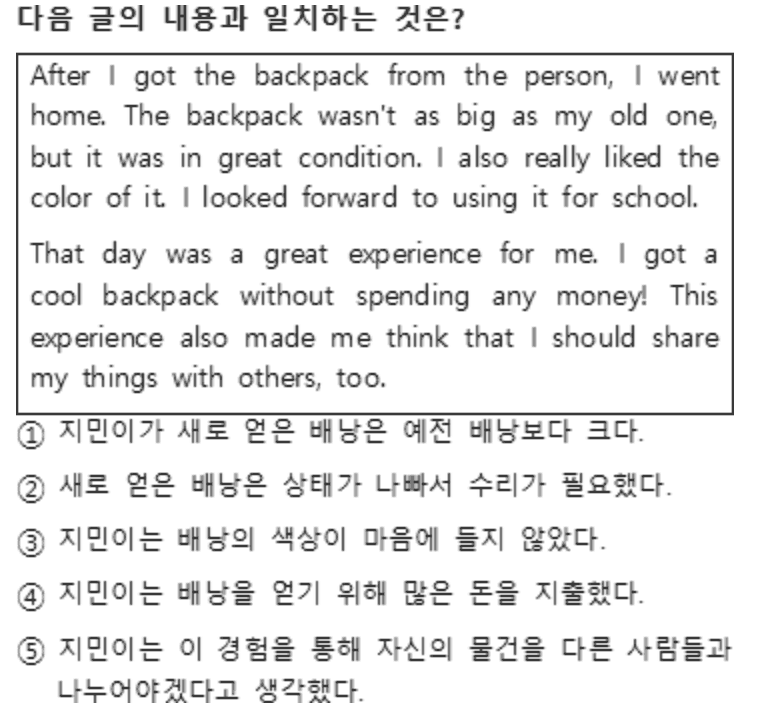 다음 글의 내용과 일치하는 것은?
After I got the backpack from the person, I went
home. The backpack wasn't as big as my old one,
but it was in great condition. I also really liked the
color of it. I looked forward to using it for school.
That day was a great experience for me. I got a
cool backpack without spending any money! This
experience also made me think that I should share
my things with others, too.
① 지민이가 새로 얻은 배낭은 예전 배낭보다 크다.
② 새로 얻은 배낭은 상태가 나빠서 수리가 필요했다.
③ 지민이는 배낭의 색상이 마음에 들지 않았다.
④ 지민이는 배낭을 얻기 위해 많은 돈을 지출했다.
⑤ 지민이는 이 경험을 통해 자신의 물건을 다른 사람들과
나누어야겠다고 생각했다.